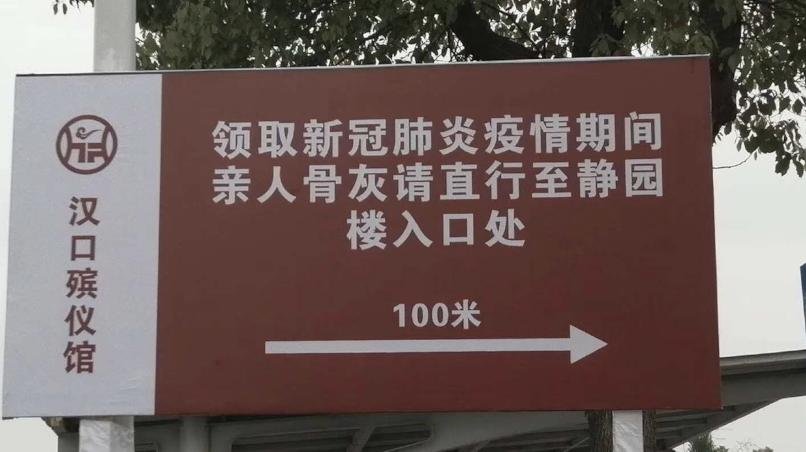 汉口殡仪馆
领取新冠肺炎疫情期间
亲人骨灰请直行至静园
楼入口处
100米